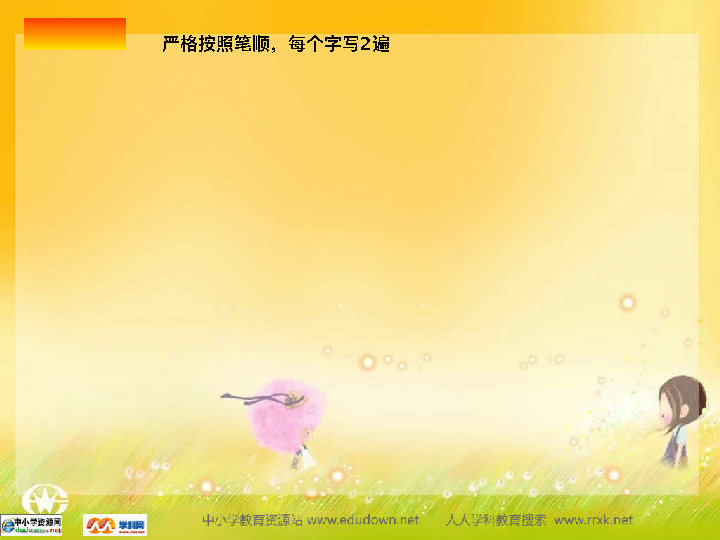 严格按照笔顺，每个字写2遍
中小学资源网
学科网
中小学教育资源站 www.edudown.net 人人学科教育搜索 www.rrxk.net